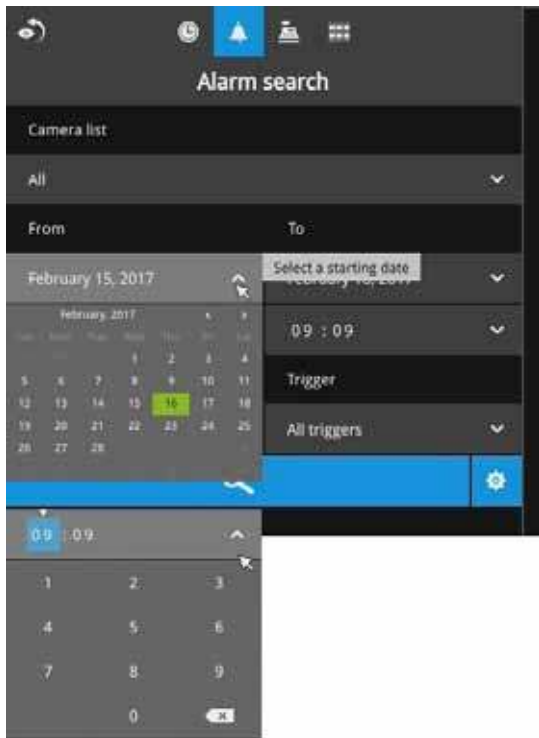 Alarm search
Camera list
All
From To
February 15, 2017
Select a starting date
09 : 09
February, 2017
1 2 3 4
5 6 7 8 9 10 11
12 13 14 15 16 17 18
19 20 21 22 23 24 25
26 27 28
Trigger
All triggers
09 : 09
1 2 3
4 5 6
7 8 9
0